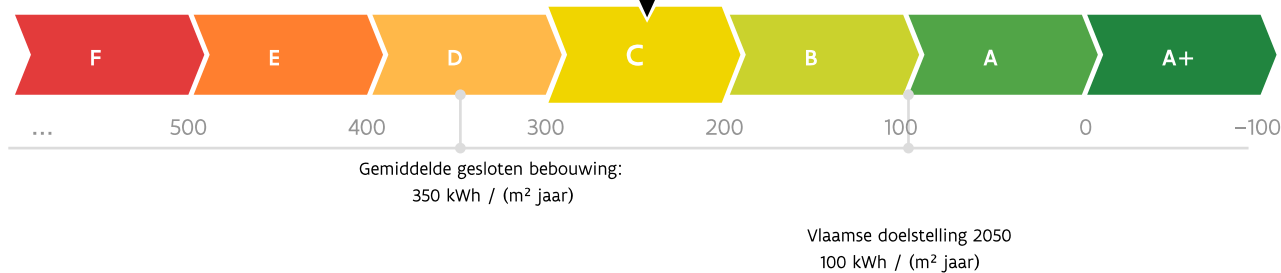 F E D C B A A+
... 500 400 300 200 100 0 –100
Gemiddelde gesloten bebouwing:
350 kWh / (m² jaar)
Vlaamse doelstelling 2050
100 kWh / (m² jaar)